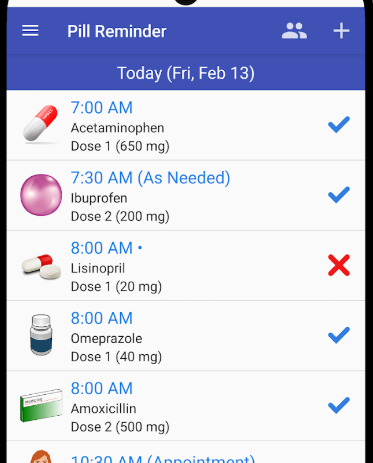 Pill Reminder
Today (Fri, Feb 13)
7:00 AM
Acetaminophen
Dose 1 (650 mg)
7:30 AM (As Needed)
Ibuprofen
Dose 2 (200 mg)
8:00 AM •
Lisinopril
Dose 1 (20 mg)
8:00 AM
Omeprazole
Dose 1 (40 mg)
8:00 AM
Amoxicillin
Dose 2 (500 mg)
10:30 AM (Appointment)